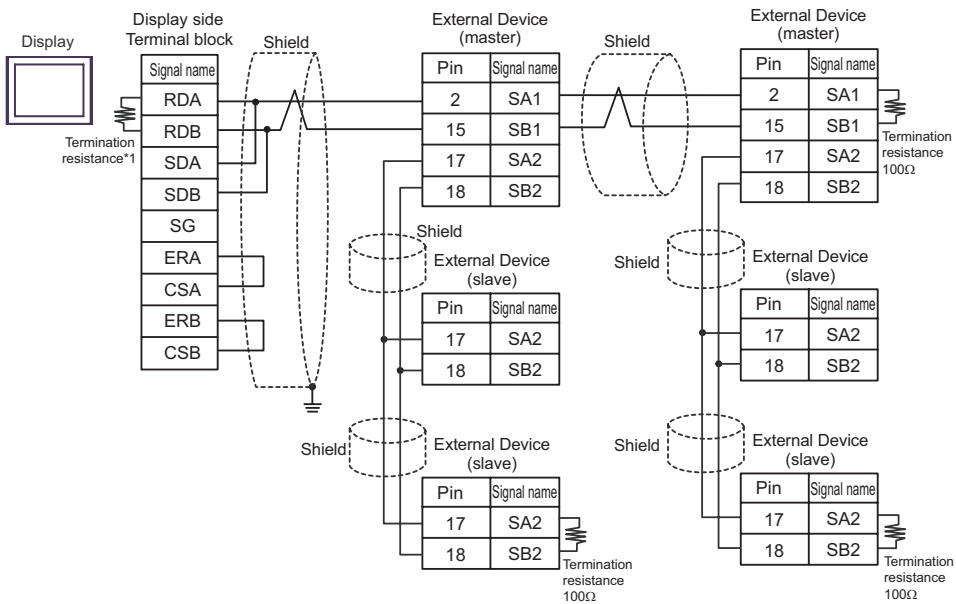 Display
Display side
Terminal block
Signal name
RDA
RDB
SDA
SDB
SG
ERA
CSA
ERB
CSB
Termination
resistance*1
Shield
External Device
(master)
Pin Signal name
2 SA1
15 SB1
17 SA2
18 SB2
Shield
External Device
(master)
Pin Signal name
2 SA1
15 SB1
17 SA2
18 SB2
Termination
resistance
100Ω
Shield
External Device
(slave)
Pin Signal name
17 SA2
18 SB2
Shield
External Device
(slave)
Pin Signal name
17 SA2
18 SB2
Shield
External Device
(slave)
Pin Signal name
17 SA2
18 SB2
Termination
resistance
100Ω
Shield
External Device
(slave)
Pin Signal name
17 SA2
18 SB2
Termination
resistance
100Ω